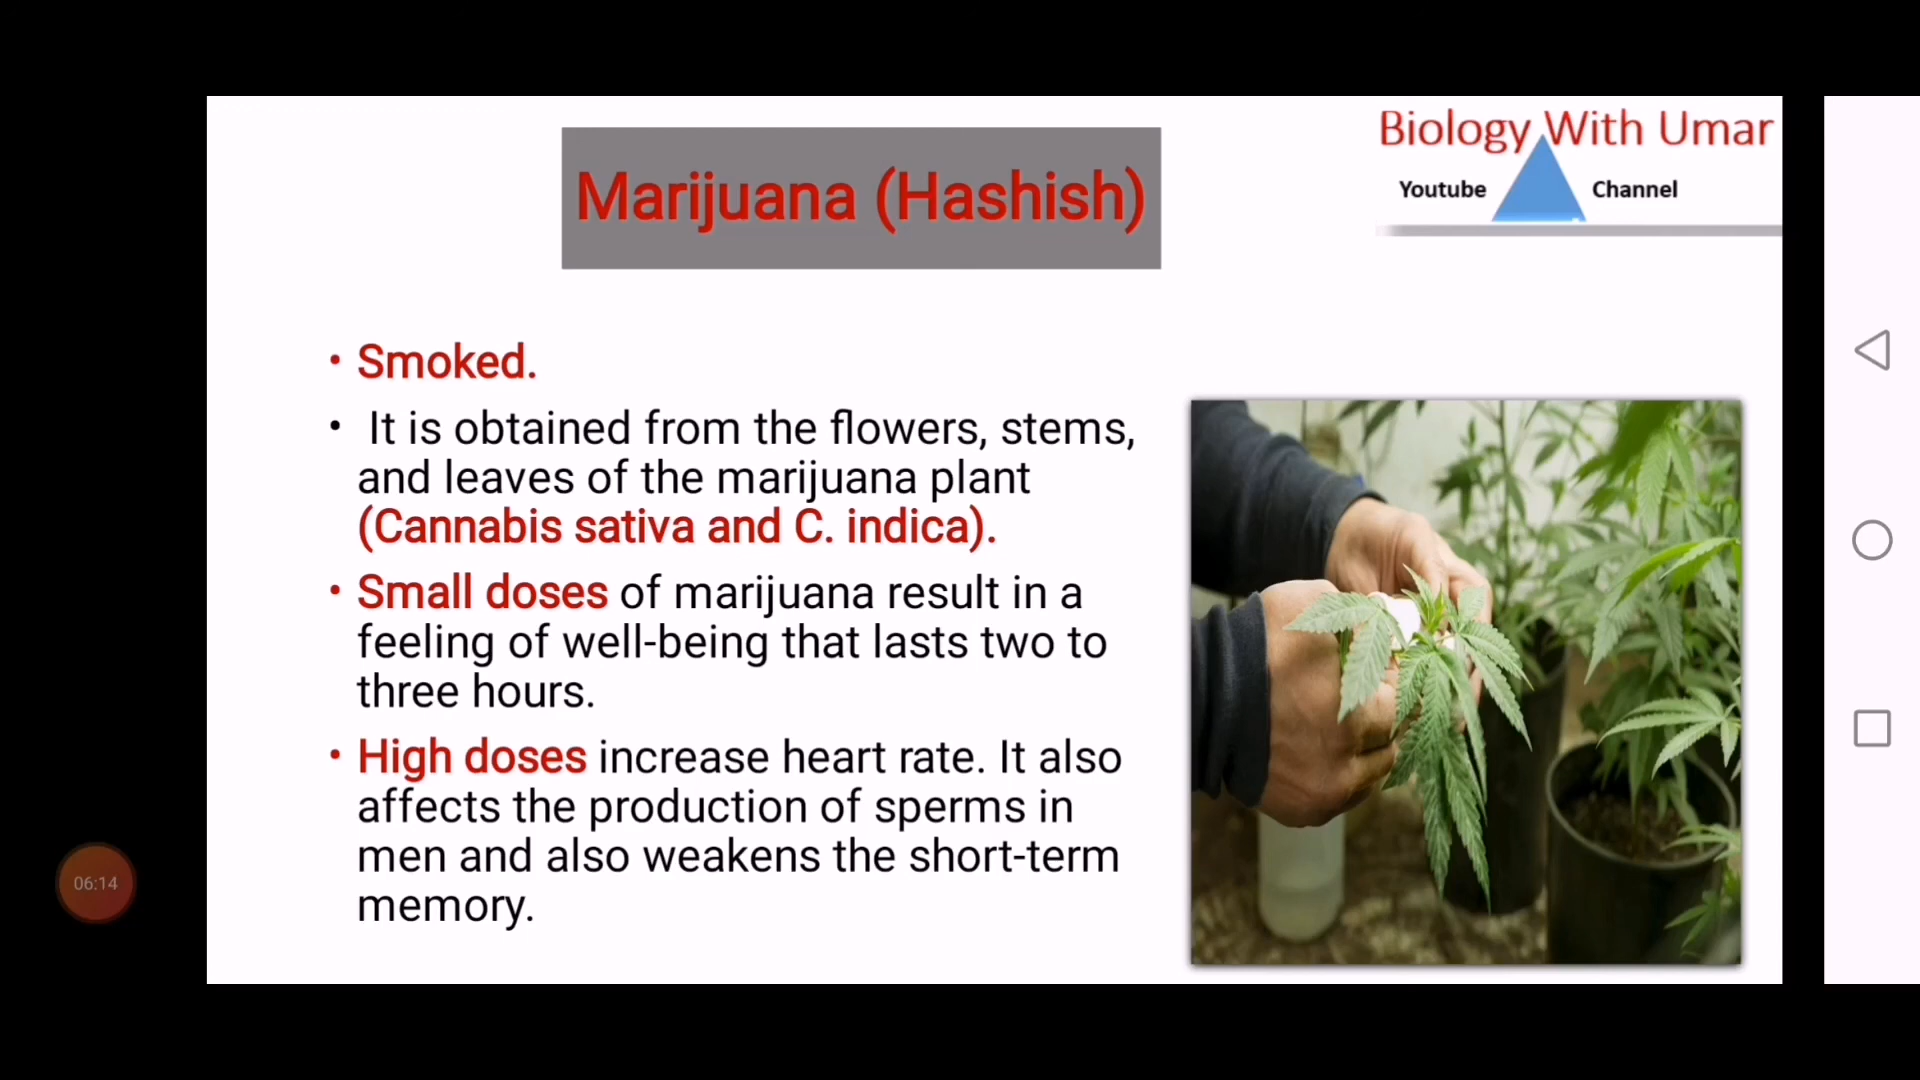 Biology With Umar
Youtube Channel
Marijuana (Hashish)
• Smoked.
• It is obtained from the flowers, stems,
and leaves of the marijuana plant
(Cannabis sativa and C. indica).
• Small doses of marijuana result in a
feeling of well-being that lasts two to
three hours.
• High doses increase heart rate. It also
affects the production of sperms in
men and also weakens the short-term
memory.
06:14